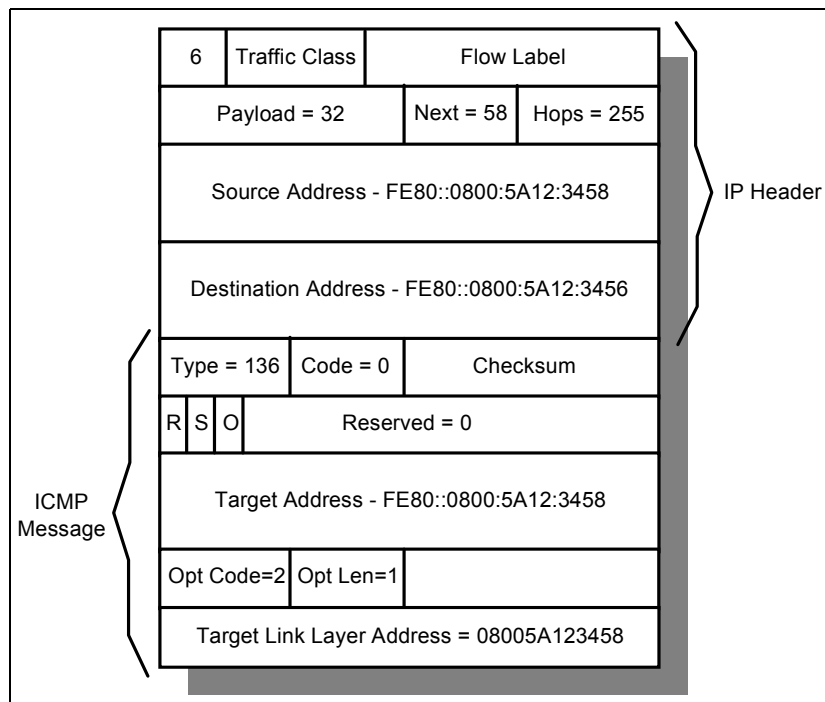 6 Traffic Class Flow Label
Payload = 32 Next = 58 Hops = 255
Source Address - FE80::0800:5A12:3458
IP Header
Destination Address - FE80::0800:5A12:3456
Type = 136 Code = 0 Checksum
R S O Reserved = 0
Target Address - FE80::0800:5A12:3458
ICMP
Message
Opt Code=2 Opt Len=1
Target Link Layer Address = 08005A123458